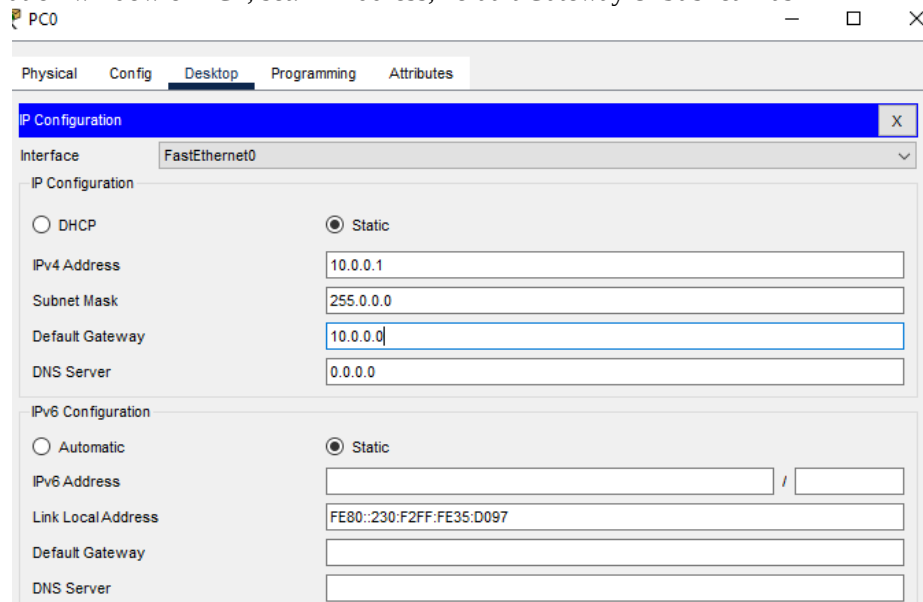 PC0
Physical Config Desktop Programming Attributes
IP Configuration X
Interface FastEthernet0
IP Configuration
DHCP Static
IPv4 Address 10.0.0.1
Subnet Mask 255.0.0.0
Default Gateway 10.0.0.0
DNS Server 0.0.0.0
IPv6 Configuration
Automatic Static
IPv6 Address /
Link Local Address FE80::230:F2FF:FE35:D097
Default Gateway
DNS Server